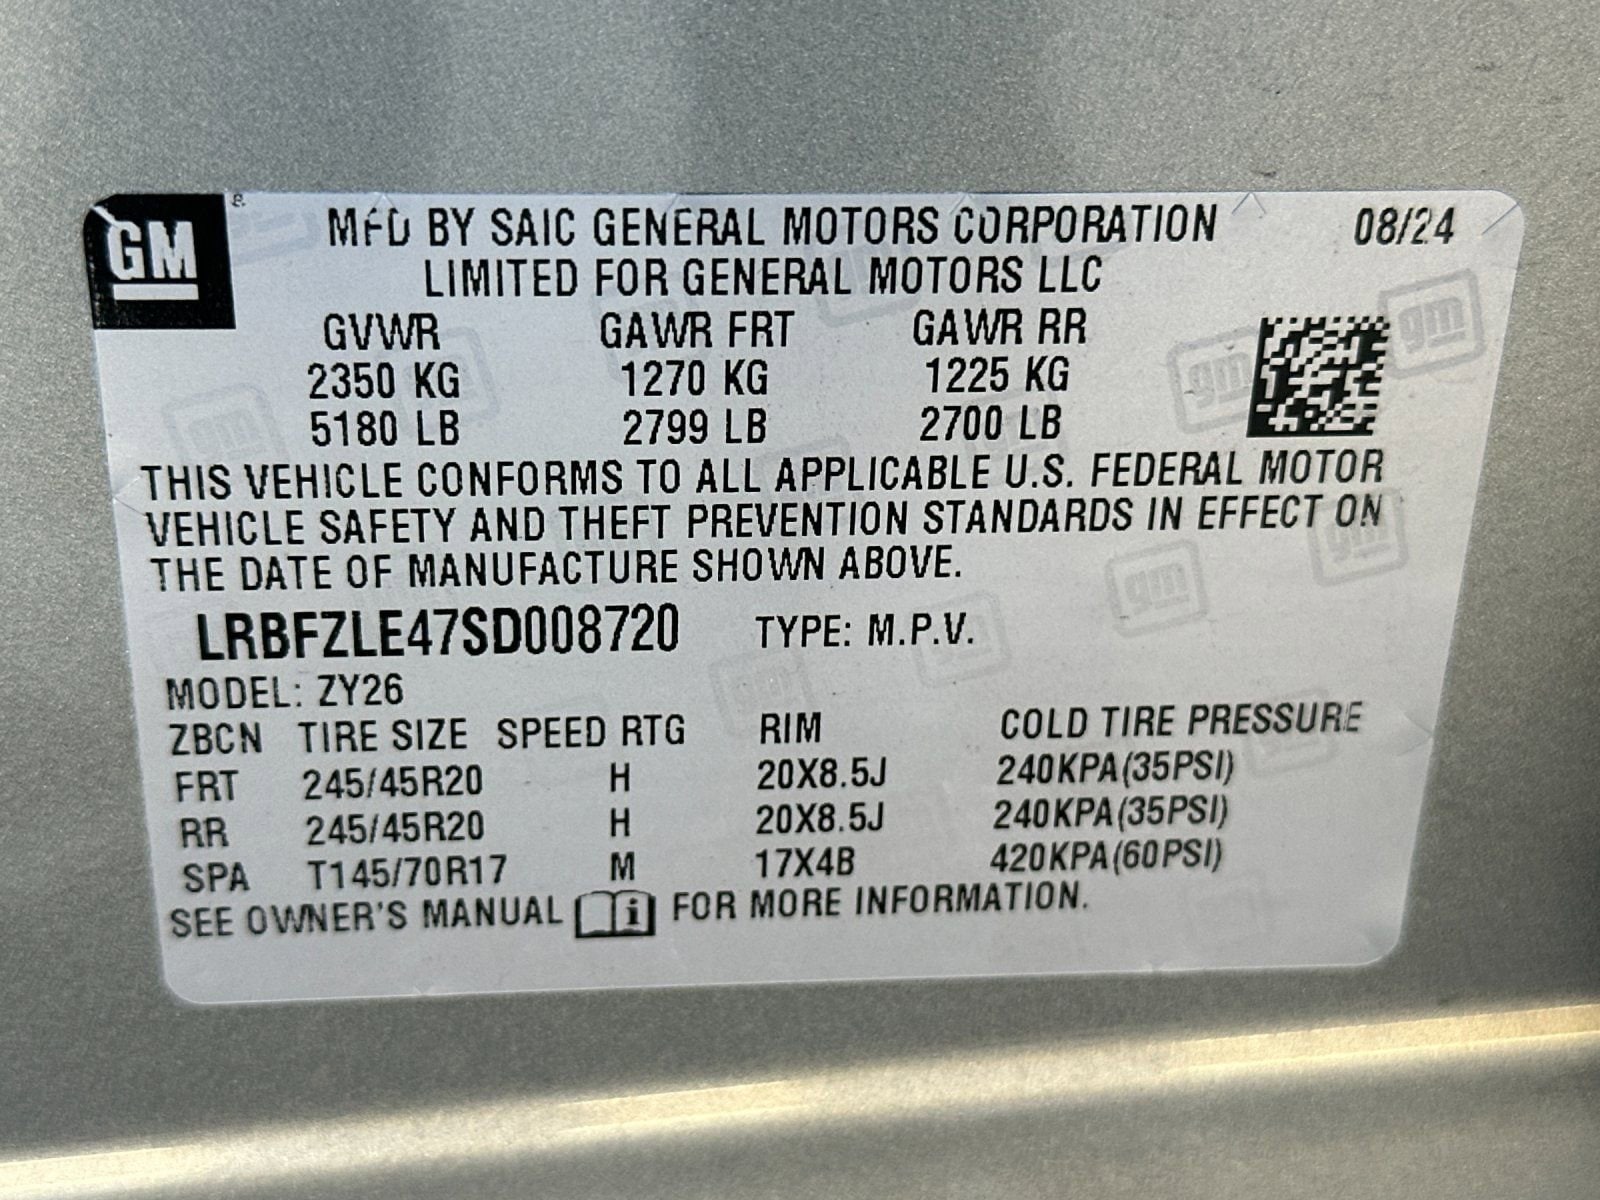 GM
MFD BY SAIC GENERAL MOTORS CORPORATION 08/24
LIMITED FOR GENERAL MOTORS LLC
GVWR GAWR FRT GAWR RR
2350 KG 1270 KG 1225 KG
5180 LB 2799 LB 2700 LB
THIS VEHICLE CONFORMS TO ALL APPLICABLE U.S. FEDERAL MOTOR
VEHICLE SAFETY AND THEFT PREVENTION STANDARDS IN EFFECT ON
THE DATE OF MANUFACTURE SHOWN ABOVE.
LRBFZLE47SD008720 TYPE: M.P.V.
MODEL: ZY26
ZBCN TIRE SIZE SPEED RTG RIM COLD TIRE PRESSURE
FRT 245/45R20 H 20X8.5J 240KPA(35PSI)
RR 245/45R20 H 20X8.5J 240KPA(35PSI)
SPA T145/70R17 M 17X4B 420KPA(60PSI)
SEE OWNER'S MANUAL i FOR MORE INFORMATION.